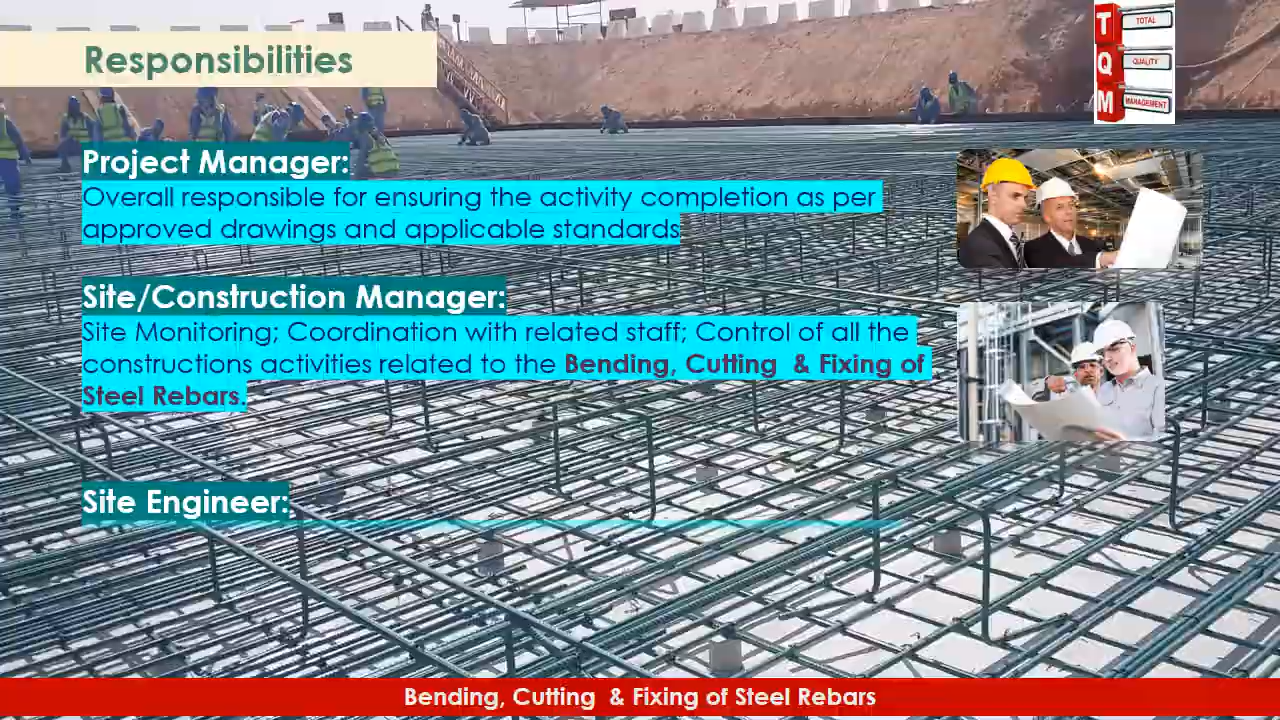 Responsibilities
T TOTAL
Q QUALITY
M MANAGEMENT
Project Manager:
Overall responsible for ensuring the activity completion as per
approved drawings and applicable standards
Site/Construction Manager:
Site Monitoring; Coordination with related staff; Control of all the
constructions activities related to the Bending, Cutting & Fixing of
Steel Rebars.
Site Engineer:
Bending, Cutting & Fixing of Steel Rebars